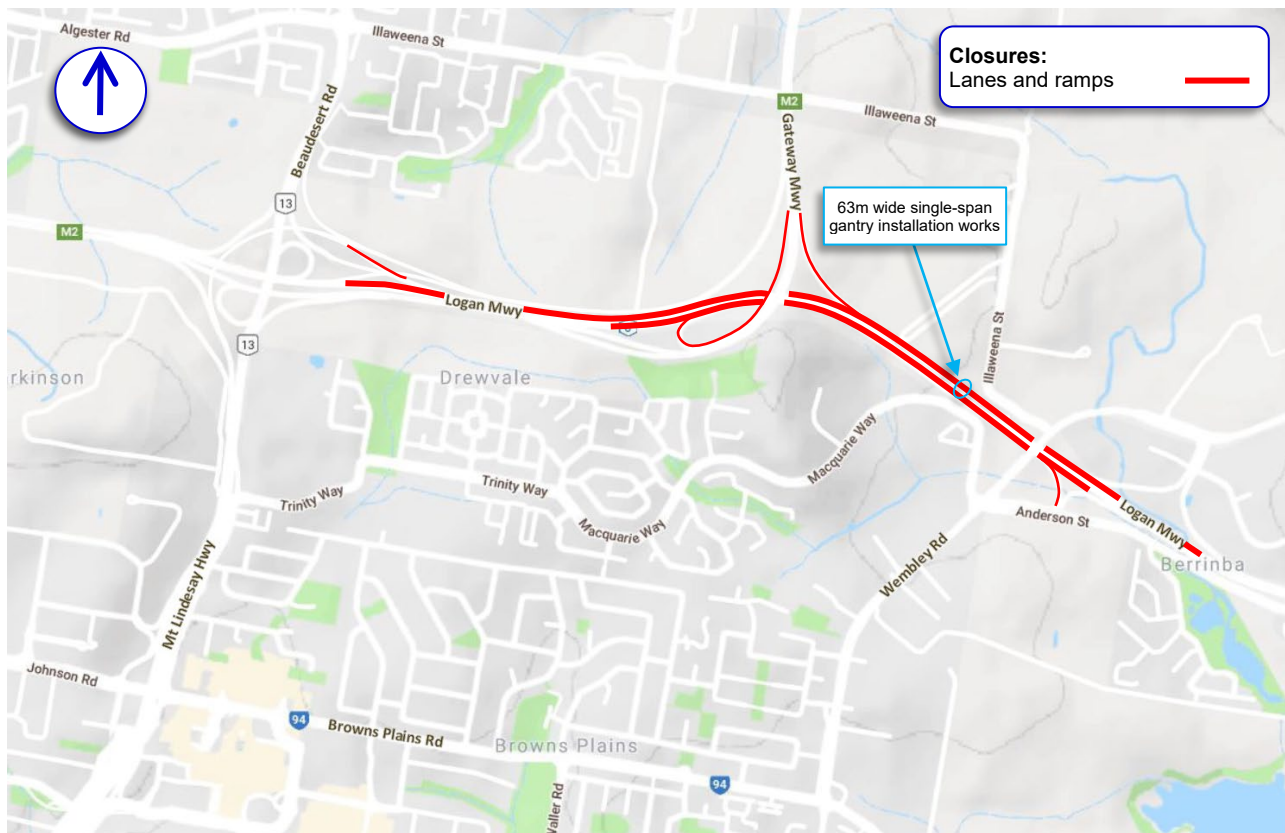 Algester Rd
Illaweena St
Closures:
Lanes and ramps
Beaudesert Rd
M2
Gateway Mwy
Illaweena St
63m wide single-span
gantry installation works
13
M2
Logan Mwy
13
Illaweena St
rkinson
Drewvale
Macquarie Way
Trinity Way
Trinity Way
Macquarie Way
Anderson St
Logan Mwy
Berrinba
Wembley Rd
Mt Lindesay Hwy
Johnson Rd
94
Browns Plains Rd
Browns Plains
94
Waller Rd